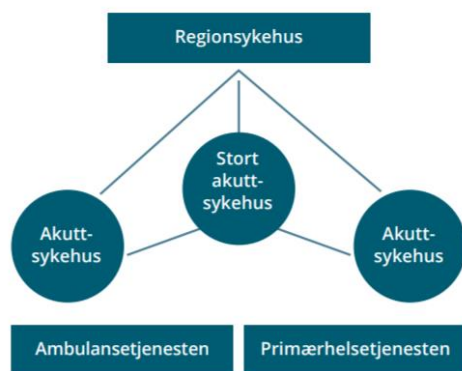 Regionsykehus
Stort
akutt-
sykehus
Akutt-
sykehus
Akutt-
sykehus
Ambulansetjenesten
Primærhelsetjenesten